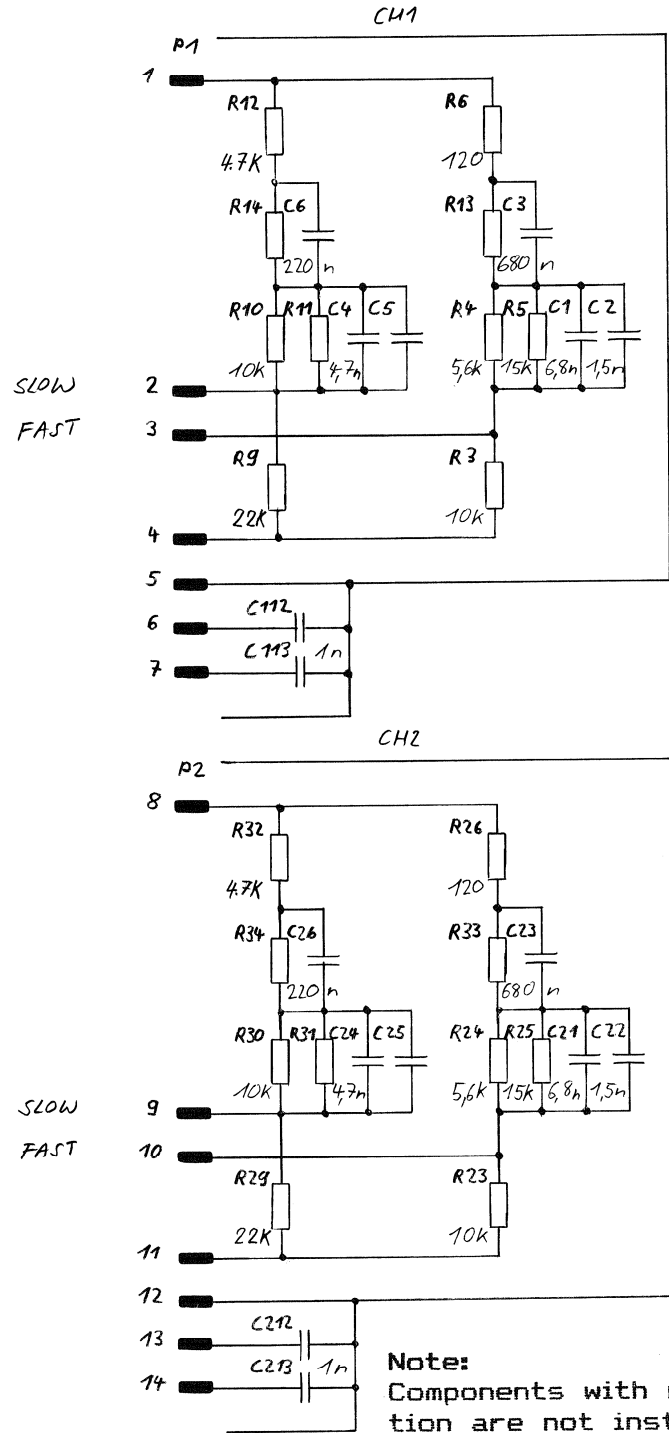 CH1
P1
1
R12 R6
4.7K 120
R14 C6 R13 C3
220 n 680 n
R10 R11 C4 C5 R4 R5 C1 C2
10K 4,7n 5,6k 15k 6,8n 1,5n
SLOW 2
FAST 3
R9 R3
22K 10k
4
5
C112
6
C113 1n
7
CH2
P2
8
R32 R26
4.7K 120
R34 C26 R33 C23
220 n 680 n
R30 R31 C24 C25 R24 R25 C21 C22
10K 4,7n 5,6k 15k 6,8n 1,5n
SLOW 9
FAST 10
R29 R23
22K 10k
11
12
C212
13
C213 1n
14
Note:
Components with
tion are not inst